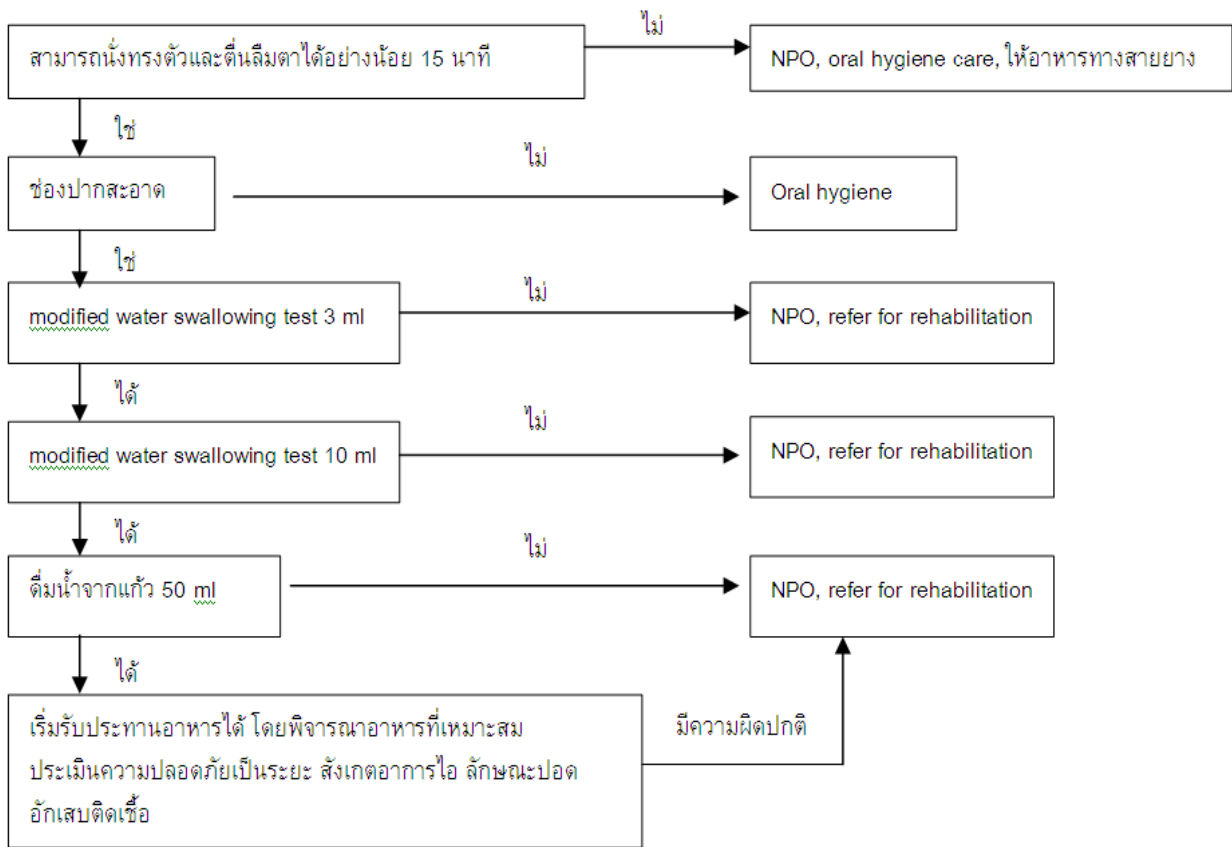 ไม่
สามารถนั่งทรงตัวและตื่นลืมตาได้อย่างน้อย 15 นาที
NPO, oral hygiene care, ให้อาหารทางสายยาง
ใช่
ไม่
ช่องปากสะอาด
Oral hygiene
ใช่
ไม่
modified water swallowing test 3 ml
NPO, refer for rehabilitation
ได้
ไม่
modified water swallowing test 10 ml
NPO, refer for rehabilitation
ได้
ไม่
ดื่มน้ำจากแก้ว 50 ml
NPO, refer for rehabilitation
ได้
เริ่มรับประทานอาหารได้ โดยพิจารณาอาหารที่เหมาะสม
ประเมินความปลอดภัยเป็นระยะ สังเกตอาการไอ ลักษณะปอด
อักเสบติดเชื้อ
มีความผิดปกติ